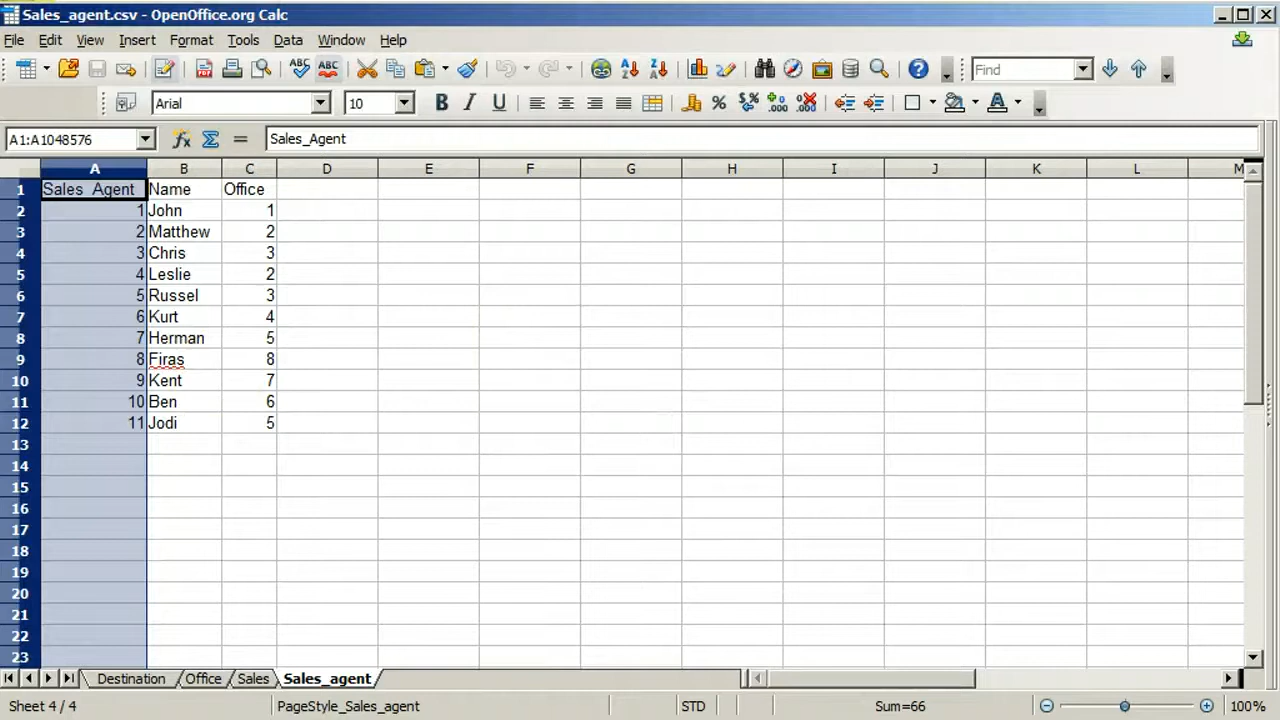 Sales_agent.csv - OpenOffice.org Calc
File Edit View Insert Format Tools Data Window Help
ABC ABC Find
Arial 10 B I U A
A1:A1048576 Sales_Agent
A B C D E F G H I J K L M
1 Sales_Agent Name Office
2 1 John 1
3 2 Matthew 2
4 3 Chris 3
5 4 Leslie 2
6 5 Russel 3
7 6 Kurt 4
8 7 Herman 5
9 8 Firas 8
10 9 Kent 7
11 10 Ben 6
12 11 Jodi 5
13
14
15
16
17
18
19
20
21
22
23
Destination Office Sales Sales_agent
Sheet 4 / 4 PageStyle_Sales_agent STD Sum=66 100%